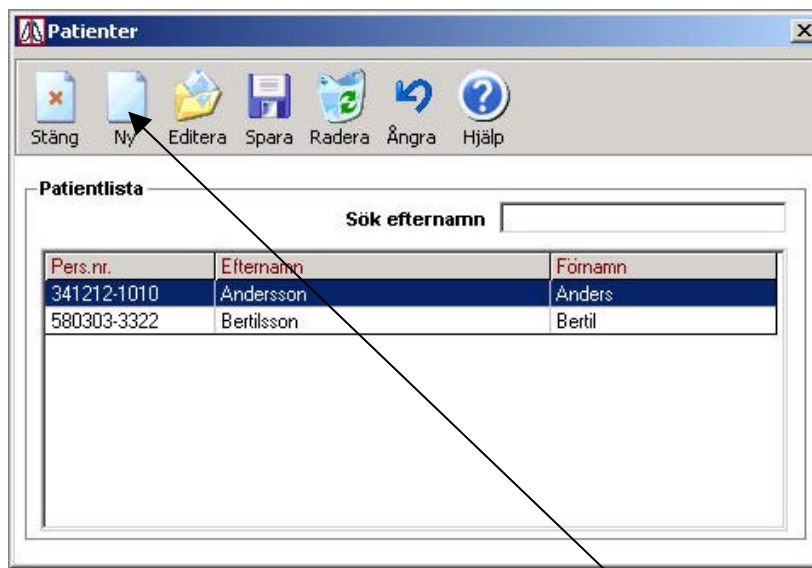 Patienter
Stäng Ny Editera Spara Radera Ångra Hjälp
Patientlista
Sök efternamn
Pers.nr. Efternamn Förnamn
341212-1010 Andersson Anders
580303-3322 Bertilsson Bertil